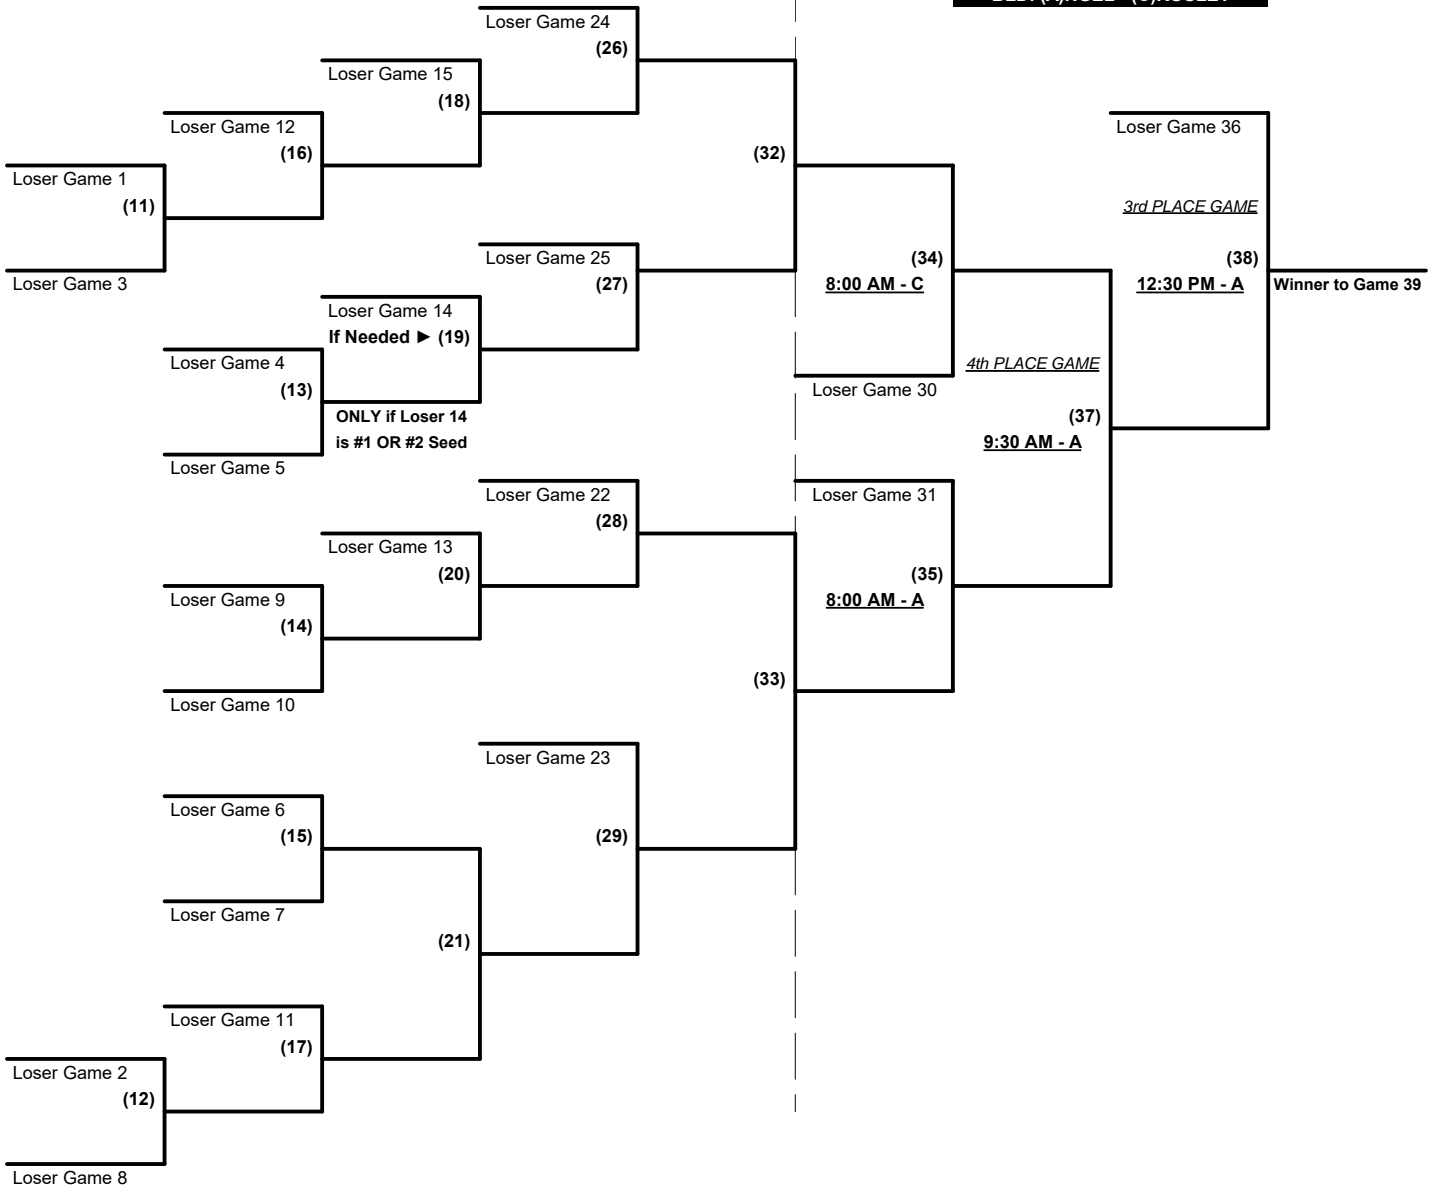 Loser Game 24
(26)
Loser Game 15
(18)
Loser Game 12
(16)
Loser Game 1
(11)
Loser Game 3
(32)
Loser Game 36
3rd PLACE GAME
(38)
12:30 PM - A
Winner to Game 39
Loser Game 25
(27)
(34)
8:00 AM - C
Loser Game 14
If Needed ► (19)
Loser Game 4
(13)
ONLY if Loser 14
is #1 OR #2 Seed
Loser Game 5
Loser Game 30
4th PLACE GAME
(37)
9:30 AM - A
Loser Game 22
(28)
Loser Game 31
Loser Game 13
(20)
(35)
8:00 AM - A
Loser Game 9
(14)
Loser Game 10
(33)
Loser Game 23
(29)
Loser Game 6
(15)
Loser Game 7
(21)
Loser Game 11
(17)
Loser Game 2
(12)
Loser Game 8